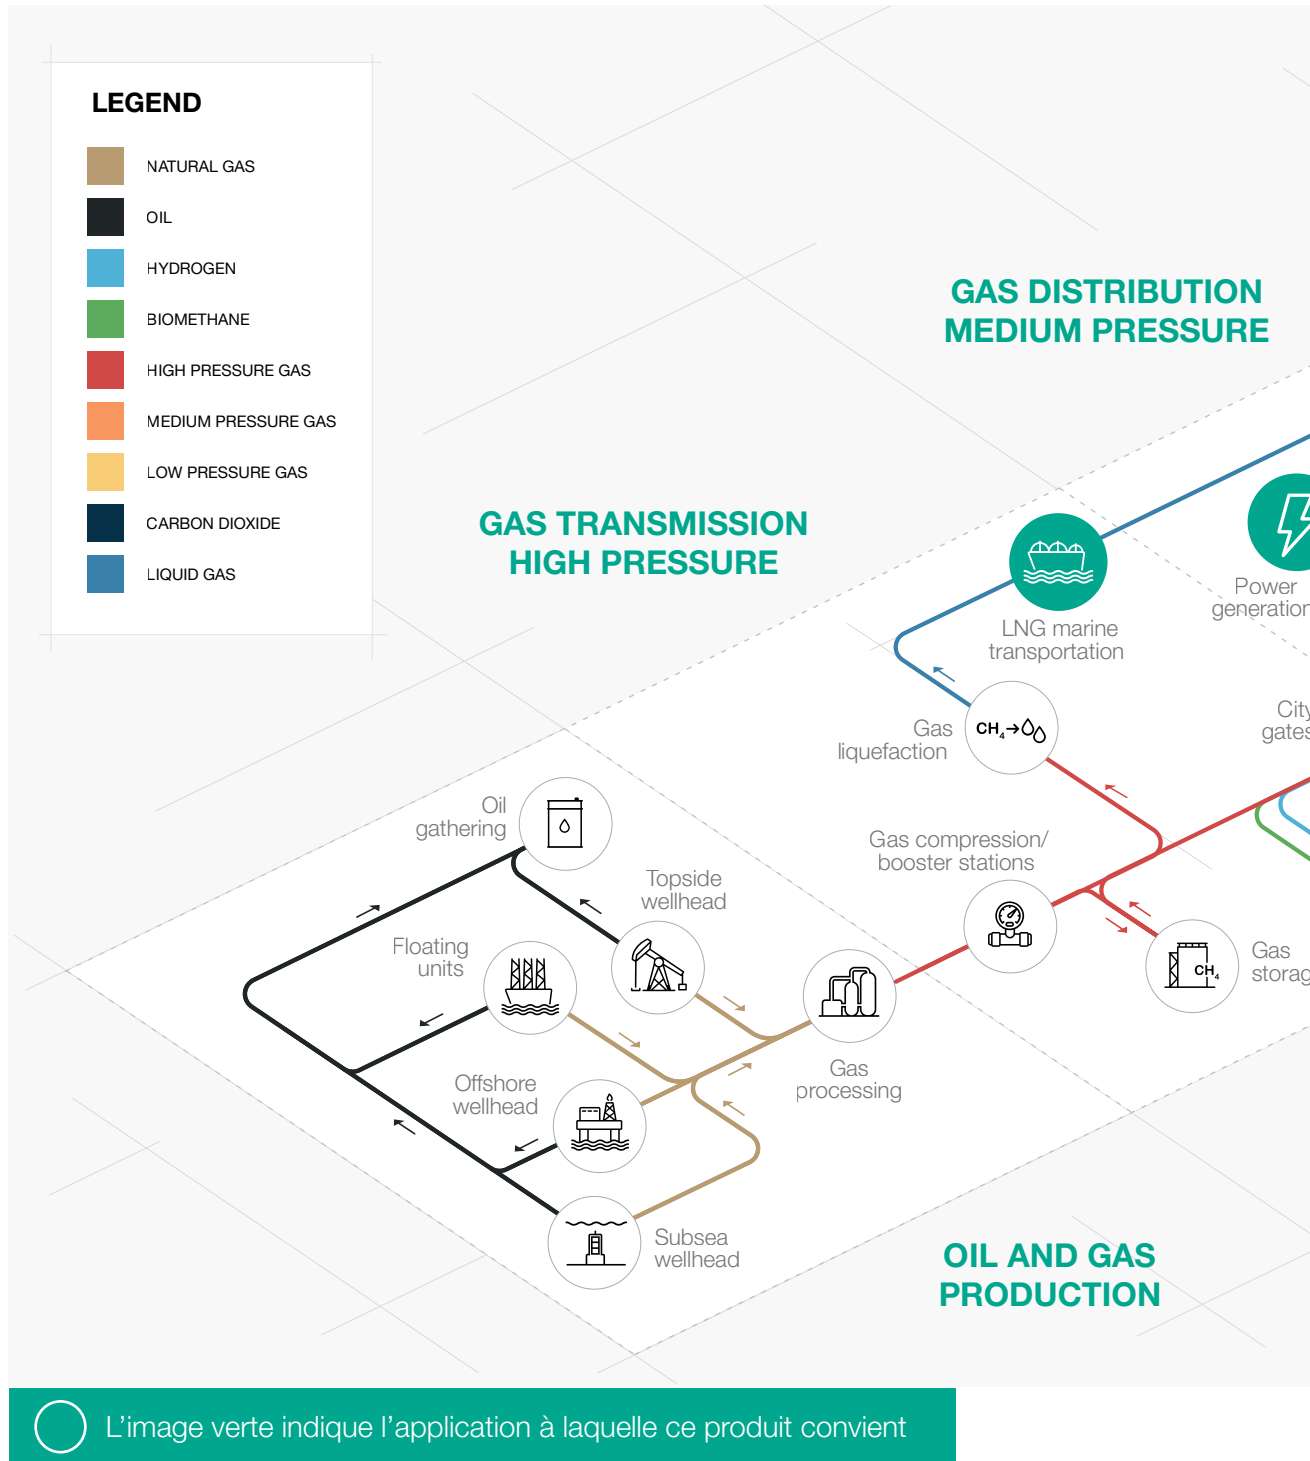 LEGEND
NATURAL GAS
OIL
HYDROGEN
BIOMETHANE
HIGH PRESSURE GAS
MEDIUM PRESSURE GAS
LOW PRESSURE GAS
CARBON DIOXIDE
LIQUID GAS
GAS DISTRIBUTION
MEDIUM PRESSURE
GAS TRANSMISSION
HIGH PRESSURE
Power
generation
LNG marine
transportation
City
gates
Gas
liquefaction
CH₄→
Oil
gathering
Gas compression/
booster stations
Topside
wellhead
Floating
units
Gas
storag
CH₄
Gas
processing
Offshore
wellhead
Subsea
wellhead
OIL AND GAS
PRODUCTION
L’image verte indique l’application à laquelle ce produit convient